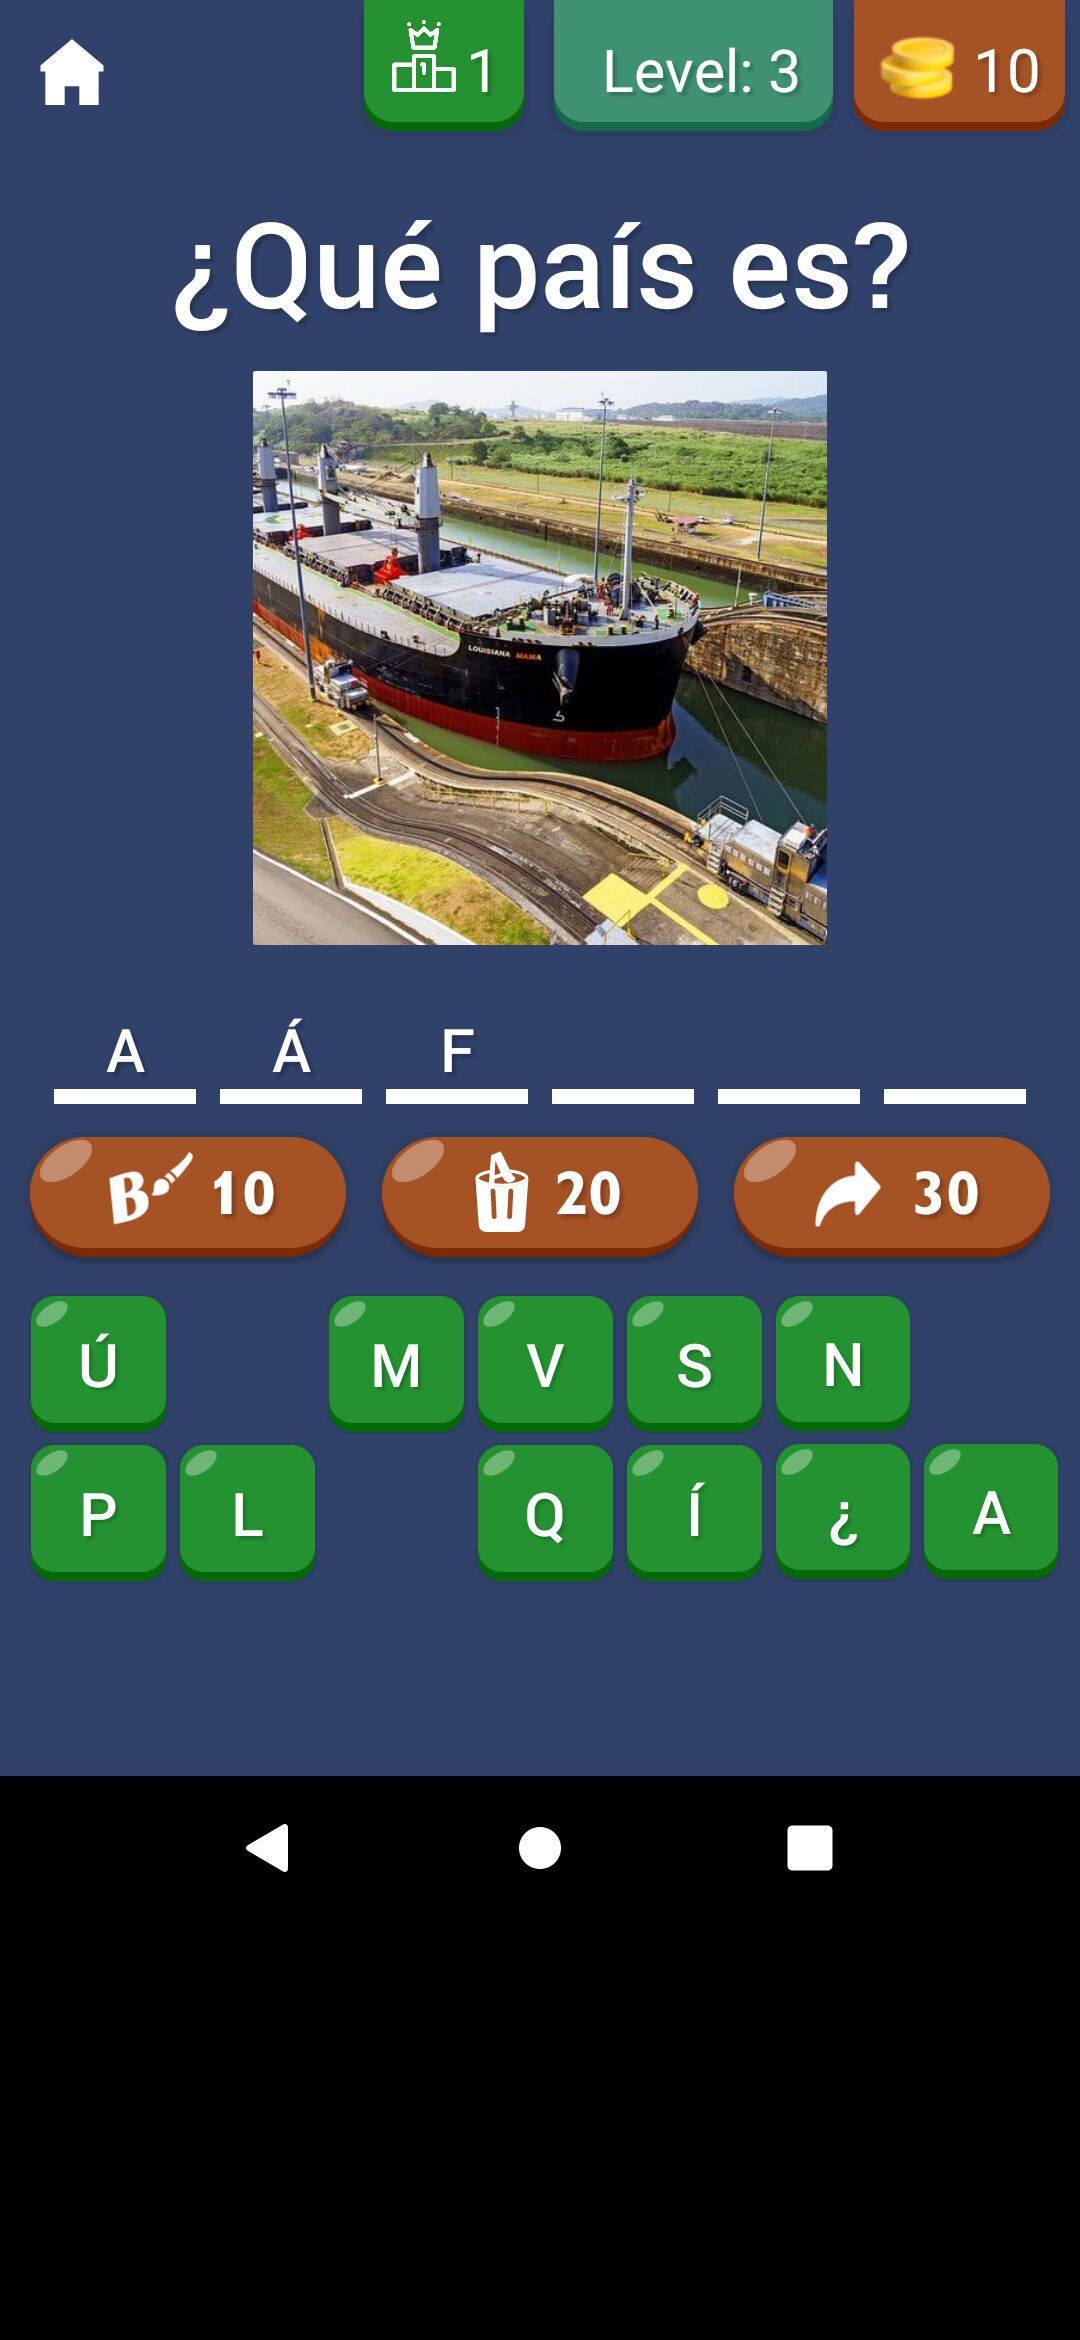 1
Level: 3
10
¿Qué país es?
LOUISIANA MAMA
A Á F
B 10
20
30
Ú M V S N
P L Q Í ¿ A